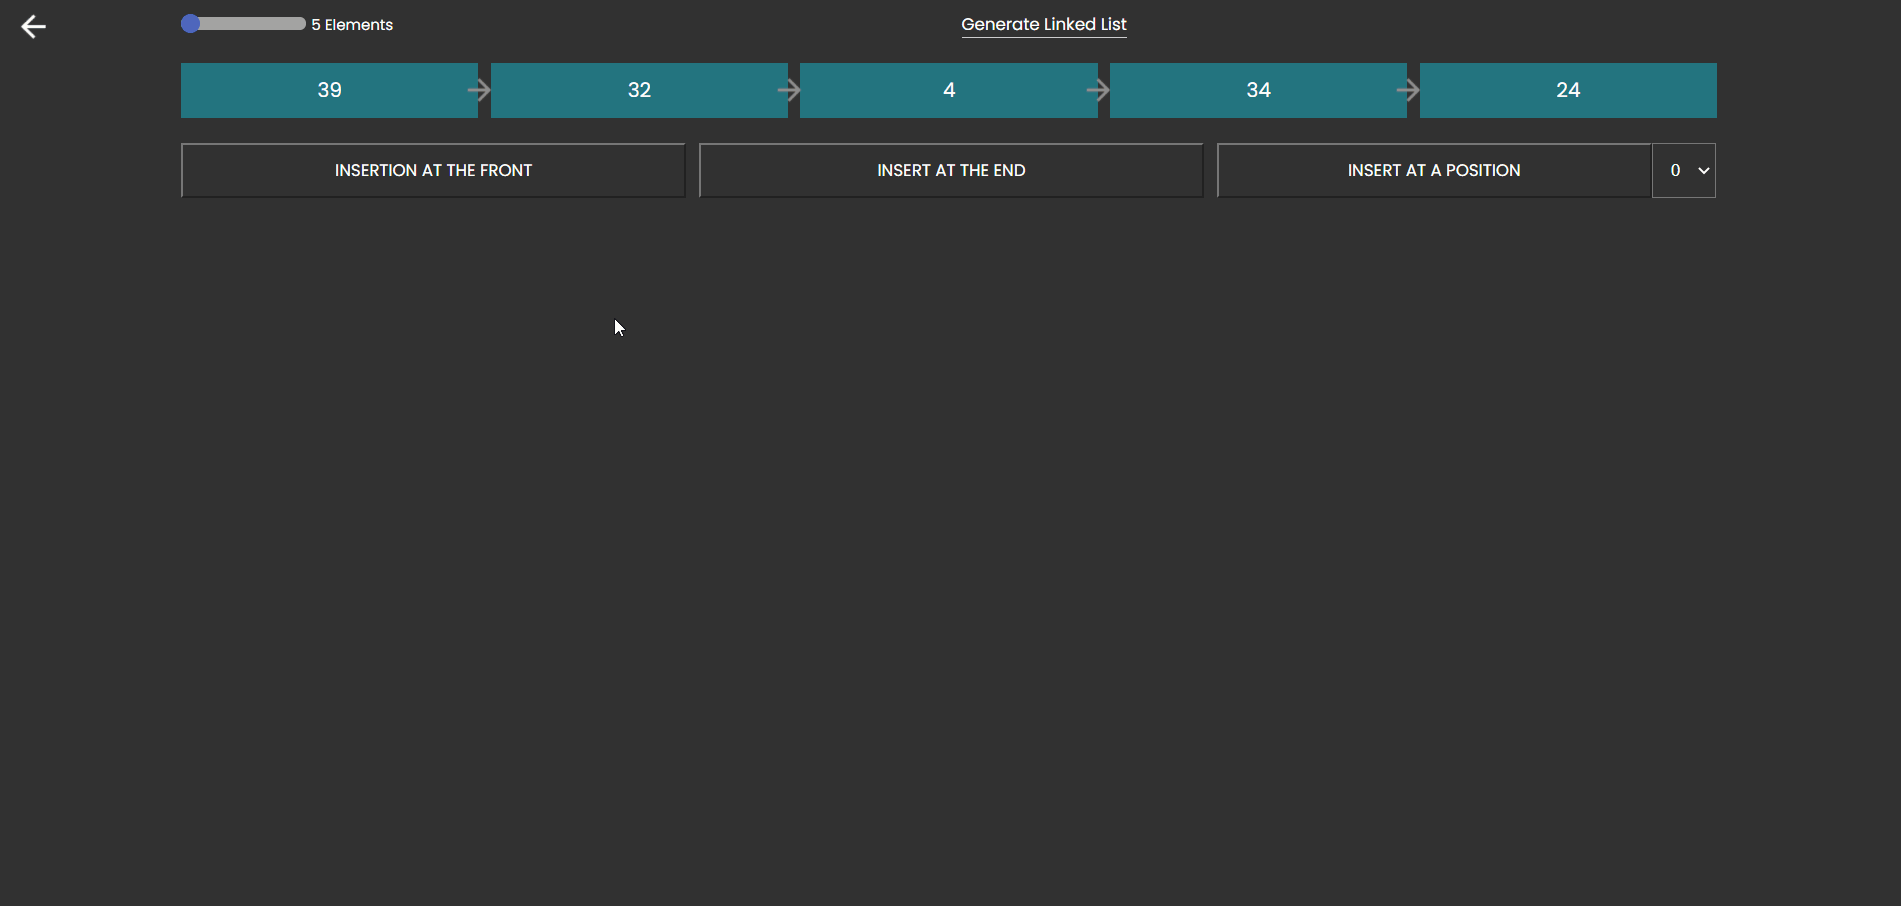 5 Elements
Generate Linked List
39 32 4 34 24
INSERTION AT THE FRONT INSERT AT THE END INSERT AT A POSITION 0